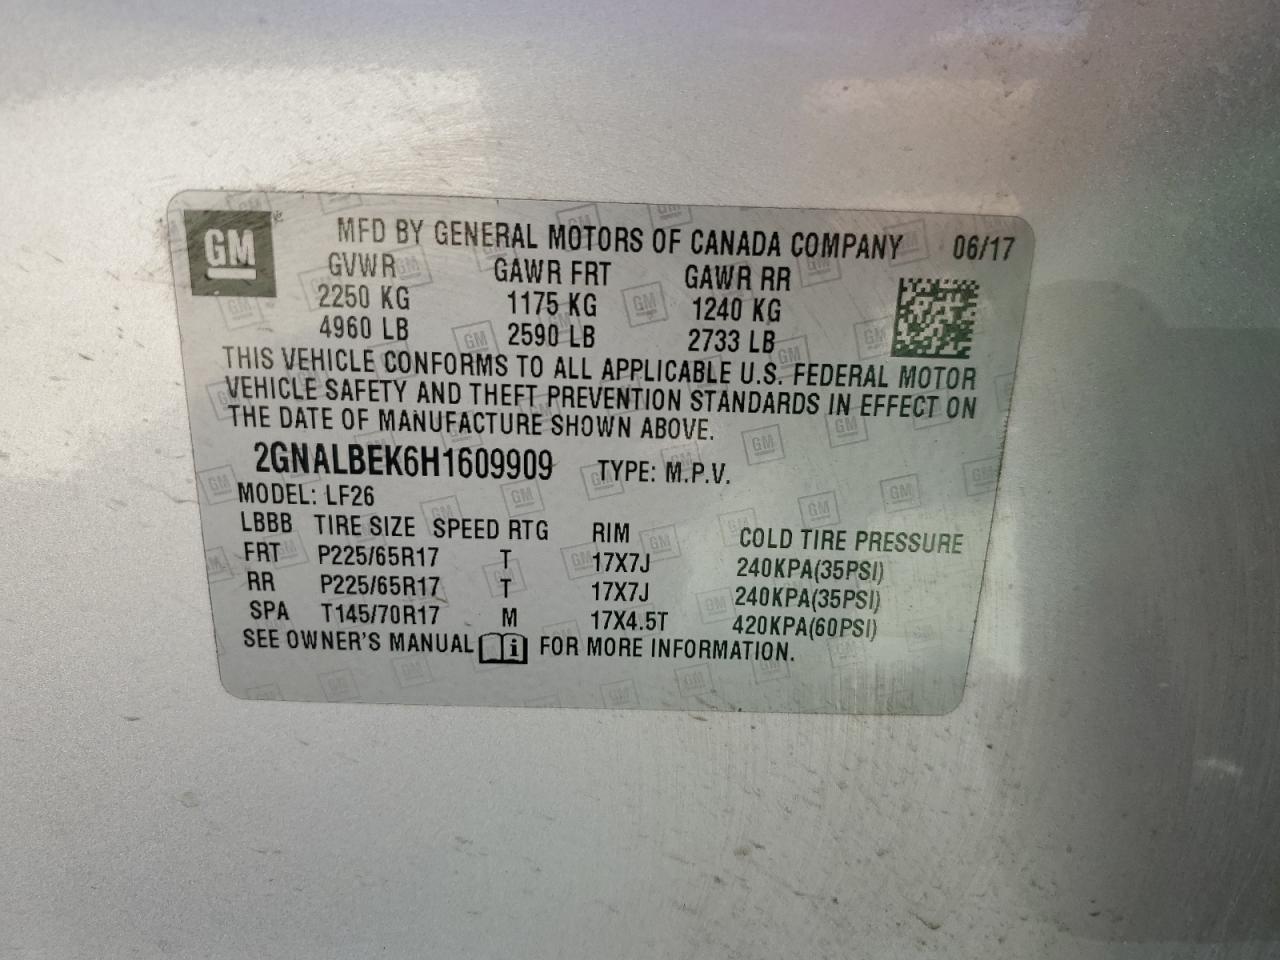 GM
MFD BY GENERAL MOTORS OF CANADA COMPANY 06/17
GVWR GAWR FRT GAWR RR
2250 KG 1175 KG 1240 KG
4960 LB 2590 LB 2733 LB
THIS VEHICLE CONFORMS TO ALL APPLICABLE U.S. FEDERAL MOTOR
VEHICLE SAFETY AND THEFT PREVENTION STANDARDS IN EFFECT ON
THE DATE OF MANUFACTURE SHOWN ABOVE.
2GNALBEK6H1609909 TYPE: M.P.V.
MODEL: LF26
LBBB TIRE SIZE SPEED RTG RIM COLD TIRE PRESSURE
FRT P225/65R17 T 17X7J 240KPA(35PSI)
RR P225/65R17 T 17X7J 240KPA(35PSI)
SPA T145/70R17 M 17X4.5T 420KPA(60PSI)
SEE OWNER'S MANUAL i FOR MORE INFORMATION.